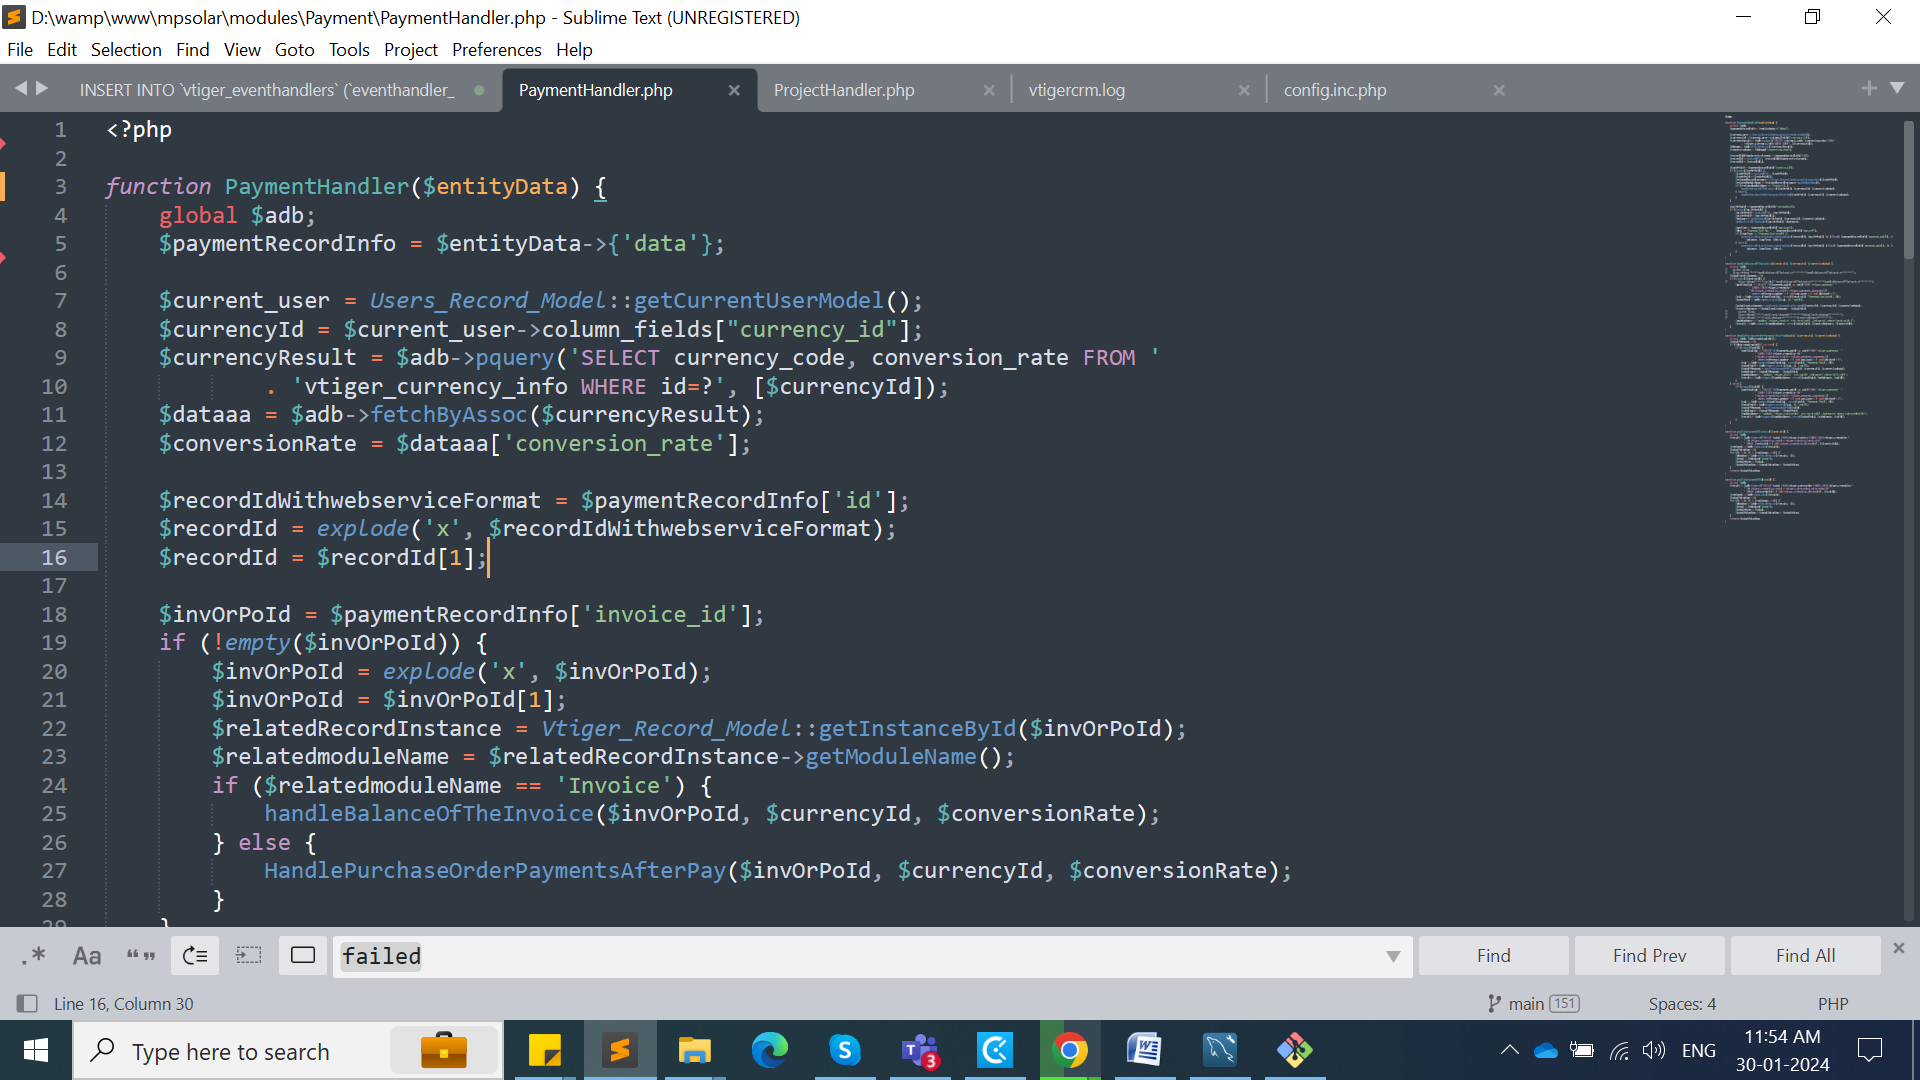 D:\wamp\www\mpsolar\modules\Payment\PaymentHandler.php - Sublime Text (UNREGISTERED)
File Edit Selection Find View Goto Tools Project Preferences Help
INSERT INTO `vtiger_eventhandlers` (`eventhandler_ PaymentHandler.php ProjectHandler.php vtigercrm.log config.inc.php
1 <?php
2
3 function PaymentHandler($entityData) {
4 global $adb;
5 $paymentRecordInfo = $entityData->{'data'};
6
7 $current_user = Users_Record_Model::getCurrentUserModel();
8 $currencyId = $current_user->column_fields["currency_id"];
9 $currencyResult = $adb->pquery('SELECT currency_code, conversion_rate FROM '
10 . 'vtiger_currency_info WHERE id=?', [$currencyId]);
11 $dataaa = $adb->fetchByAssoc($currencyResult);
12 $conversionRate = $dataaa['conversion_rate'];
13
14 $recordIdWithwebserviceFormat = $paymentRecordInfo['id'];
15 $recordId = explode('x', $recordIdWithwebserviceFormat);
16 $recordId = $recordId[1];
17
18 $invOrPoId = $paymentRecordInfo['invoice_id'];
19 if (!empty($invOrPoId)) {
20 $invOrPoId = explode('x', $invOrPoId);
21 $invOrPoId = $invOrPoId[1];
22 $relatedRecordInstance = Vtiger_Record_Model::getInstanceById($invOrPoId);
23 $relatedmoduleName = $relatedRecordInstance->getModuleName();
24 if ($relatedmoduleName == 'Invoice') {
25 handleBalanceOfTheInvoice($invOrPoId, $currencyId, $conversionRate);
26 } else {
27 HandlePurchaseOrderPaymentsAfterPay($invOrPoId, $currencyId, $conversionRate);
28 }
29 }
.* Aa “” failed Find Find Prev Find All
Line 16, Column 30 main 151 Spaces: 4 PHP
Type here to search 3 ENG 11:54 AM
30-01-2024